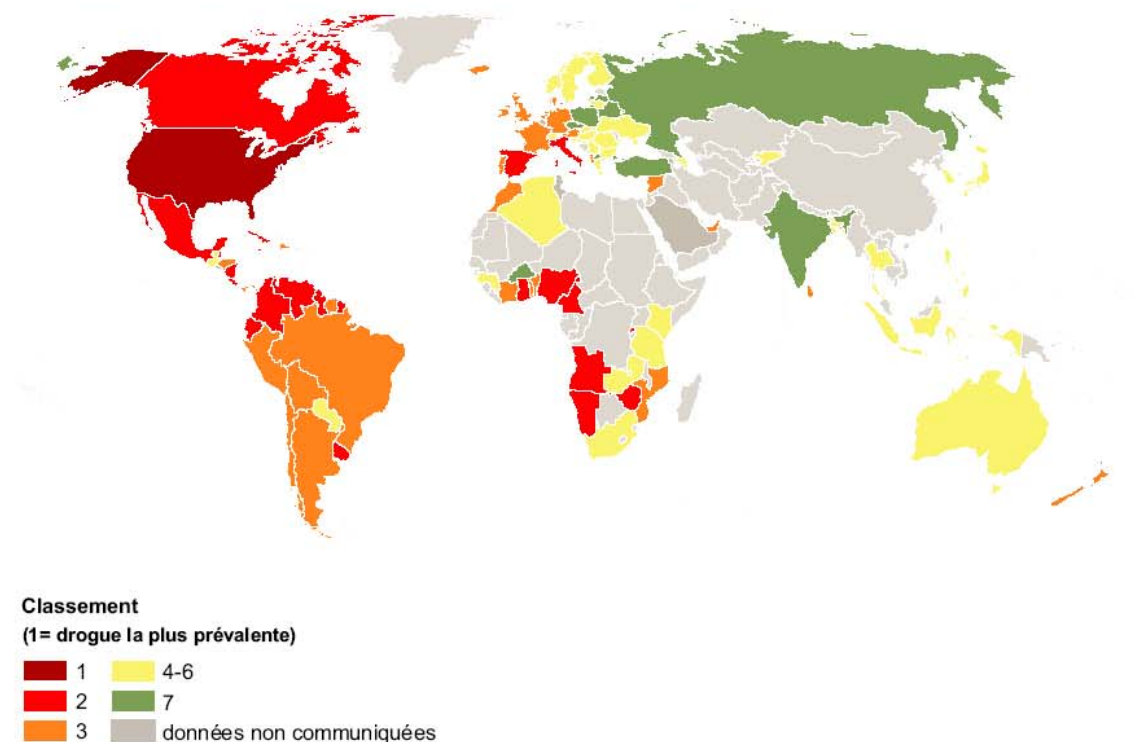 Classement
(1= drogue la plus prévalente)
1
4-6
2
7
3
données non communiquées